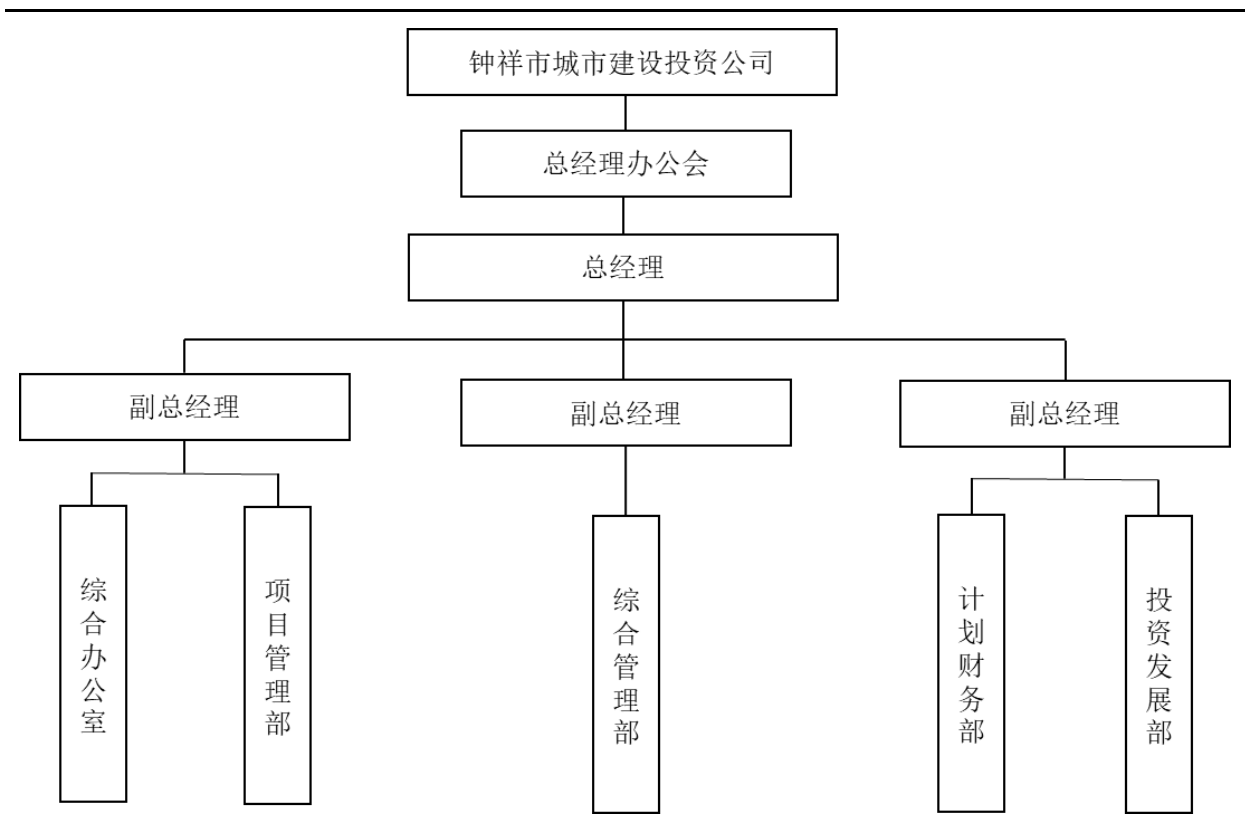 钟祥市城市建设投资公司
总经理办公会
总经理
副总经理
副总经理
副总经理
综合办公室
项目管理部
综合管理部
计划财务部
投资发展部